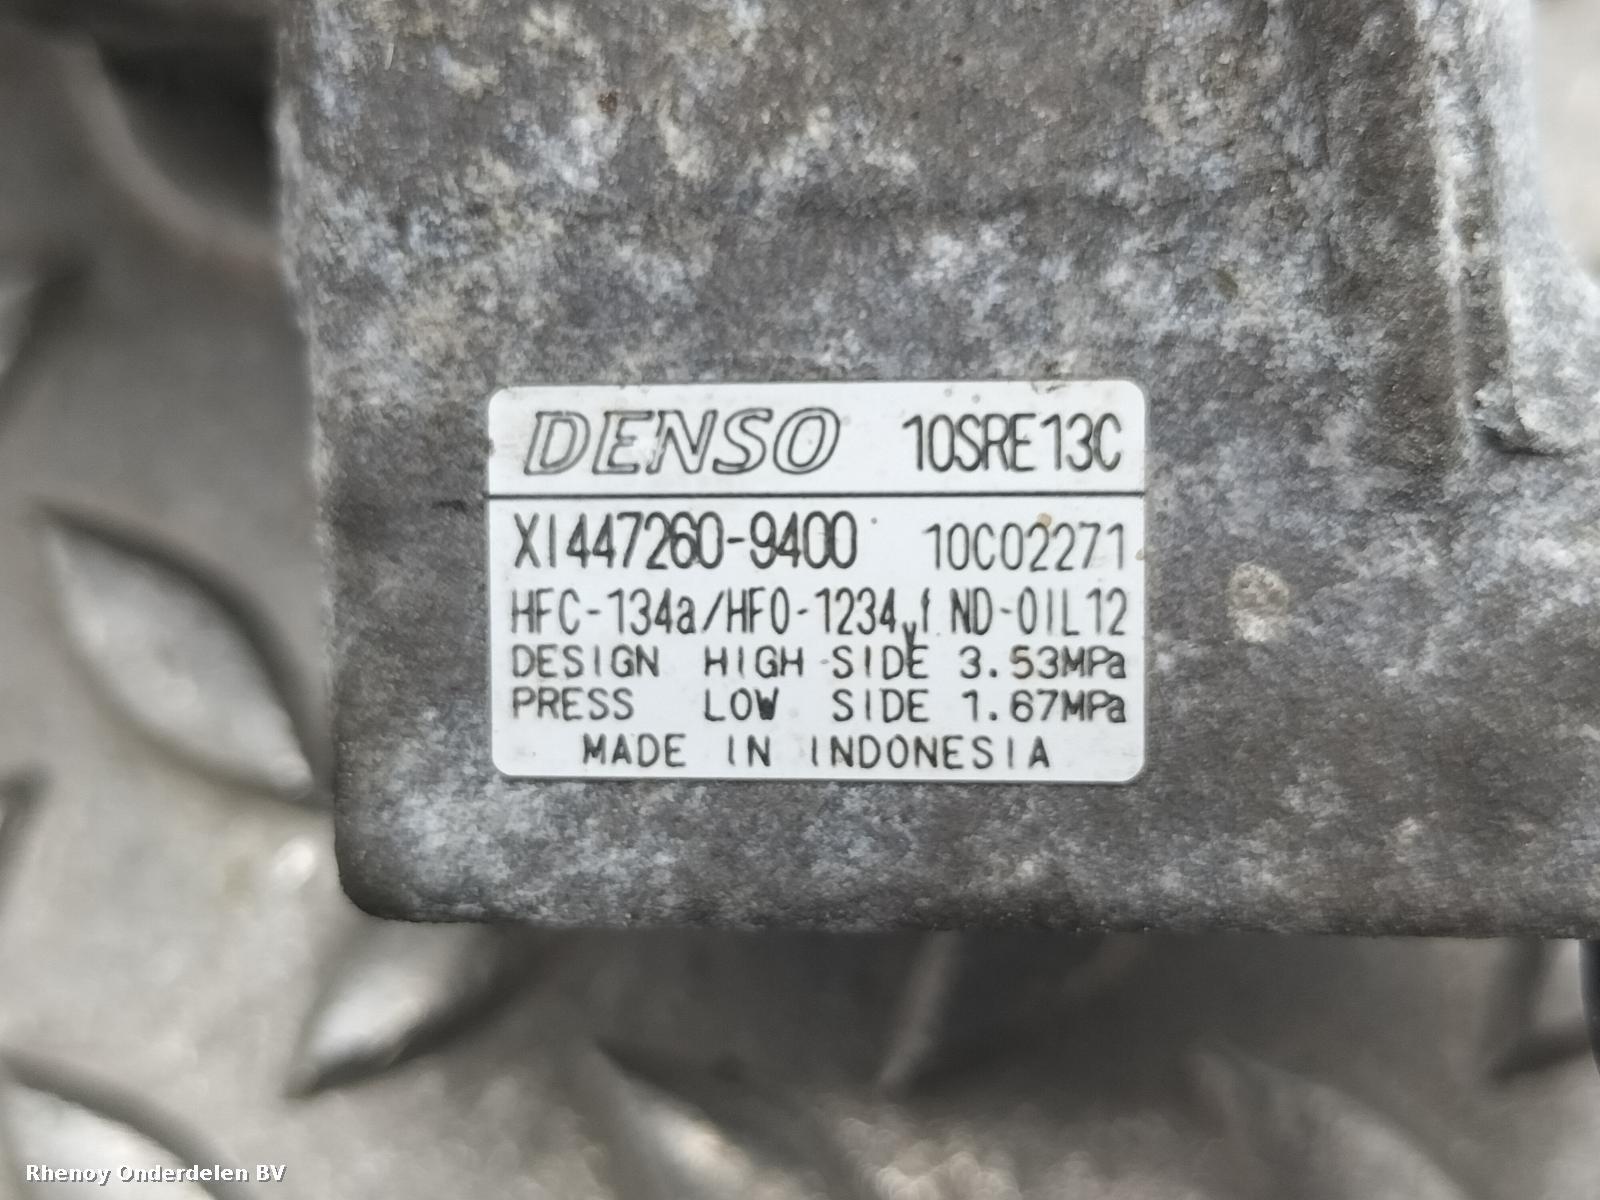 DENSO 10SRE13C
XI447260-9400 10C02271
HFC-134a/HFO-1234yf ND-OIL12
DESIGN HIGH SIDE 3.53MPa
PRESS LOW SIDE 1.67MPa
MADE IN INDONESIA
Rhenoy Onderdelen BV